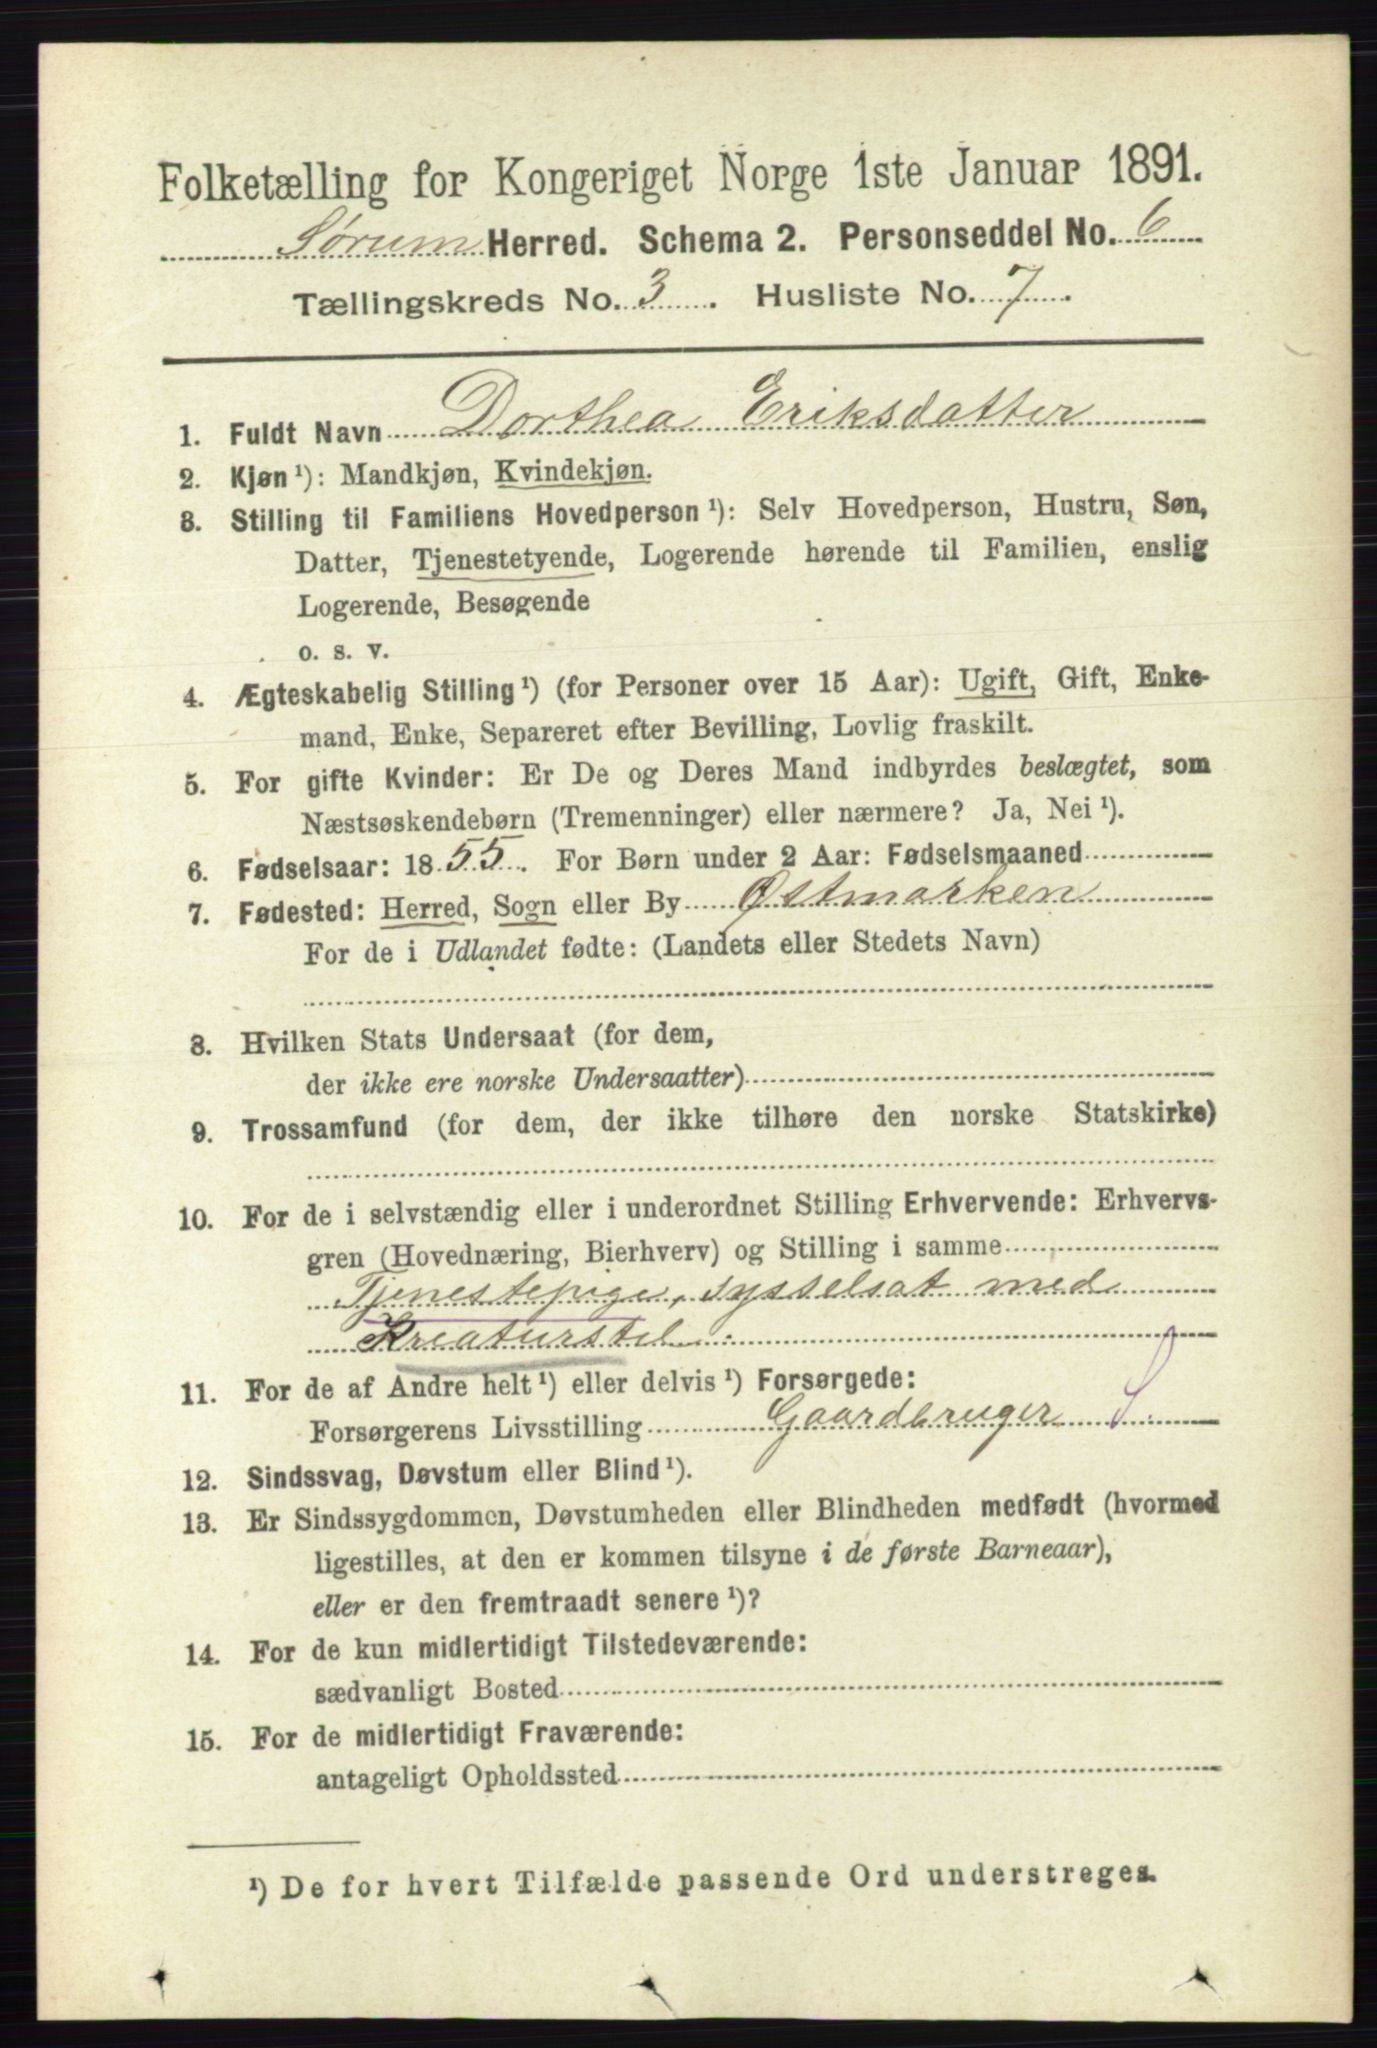 Folketælling for Kongeriget Norge 1ste Januar 1891.
Sørum Herred. Schema 2. Personseddel No. 6
Tællingskreds No. 3. Husliste No. 7.
1. Fuldt Navn Dorthea Eriksdatter
2. Kjøn ¹): Mandkjøn, Kvindekjøn.
3. Stilling til Familiens Hovedperson ¹): Selv Hovedperson, Hustru, Søn,
Datter, Tjenestetyende, Logerende hørende til Familien, enslig
Logerende, Besøgende
o. s. v.
4. Ægteskabelig Stilling ¹) (for Personer over 15 Aar): Ugift, Gift, Enke-
mand, Enke, Separeret efter Bevilling, Lovlig fraskilt.
5. For gifte Kvinder: Er De og Deres Mand indbyrdes beslægtet, som
Næstsøskendebørn (Tremenninger) eller nærmere? Ja, Nei ¹).
6. Fødselsaar: 1855. For Børn under 2 Aar: Fødselsmaaned
7. Fødested: Herred, Sogn eller By Østmarken
For de i Udlandet fødte: (Landets eller Stedets Navn)
8. Hvilken Stats Undersaat (for dem,
der ikke ere norske Undersaatter)
9. Trossamfund (for dem, der ikke tilhøre den norske Statskirke)
10. For de i selvstændig eller i underordnet Stilling Erhvervende: Erhvervs-
gren (Hovednæring, Bierhverv) og Stilling i samme
Tjenestepige, sysselsat med
Kreaturstel.
11. For de af Andre helt ¹) eller delvis ¹) Forsørgede:
Forsørgerens Livsstilling Gaardbruger S.
12. Sindssvag, Døvstum eller Blind ¹).
13. Er Sindssygdommen, Døvstumheden eller Blindheden medfødt (hvormed
ligestilles, at den er kommen tilsyne i de første Barneaar),
eller er den fremtraadt senere ¹)?
14. For de kun midlertidigt Tilstedeværende:
sædvanligt Bosted
15. For de midlertidigt Fraværende:
antageligt Opholdssted
¹) De for hvert Tilfælde passende Ord understreges.